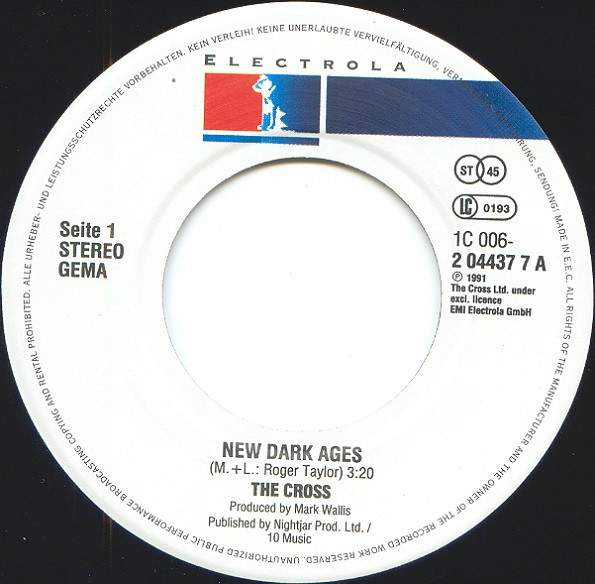 ELECTROLA
ST 45
LC 0193
Seite 1
STEREO
GEMA
1C 006-
2 04437 7 A
Ⓟ 1991
The Cross Ltd. under
excl. licence
EMI Electrola GmbH
NEW DARK AGES
(M.+L.: Roger Taylor) 3:20
THE CROSS
Produced by Mark Wallis
Published by Nightjar Prod. Ltd. /
10 Music
ALLE URHEBER- UND LEISTUNGSSCHUTZRECHTE VORBEHALTEN. KEIN VERLEIH! KEINE UNERLAUBTE VERVIELFÄLTIGUNG, SENDUNG! MADE IN E.E.C. ALL RIGHTS OF THE MANUFACTURER AND THE OWNER OF THE RECORDED WORK RESERVED. UNAUTHORIZED PUBLIC PERFORMANCE BROADCASTING COPYING AND RENTAL PROHIBITED.